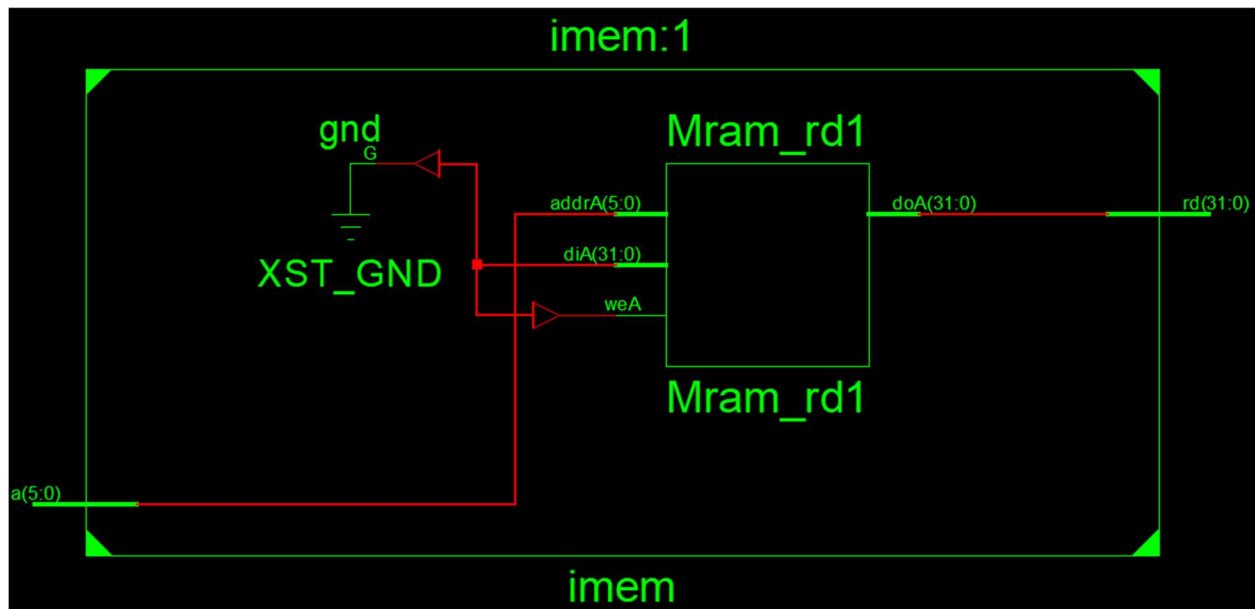 imem:1
gnd
G
XST_GND
Mram_rd1
addrA(5:0)
diA(31:0)
weA
doA(31:0)
rd(31:0)
Mram_rd1
a(5:0)
imem